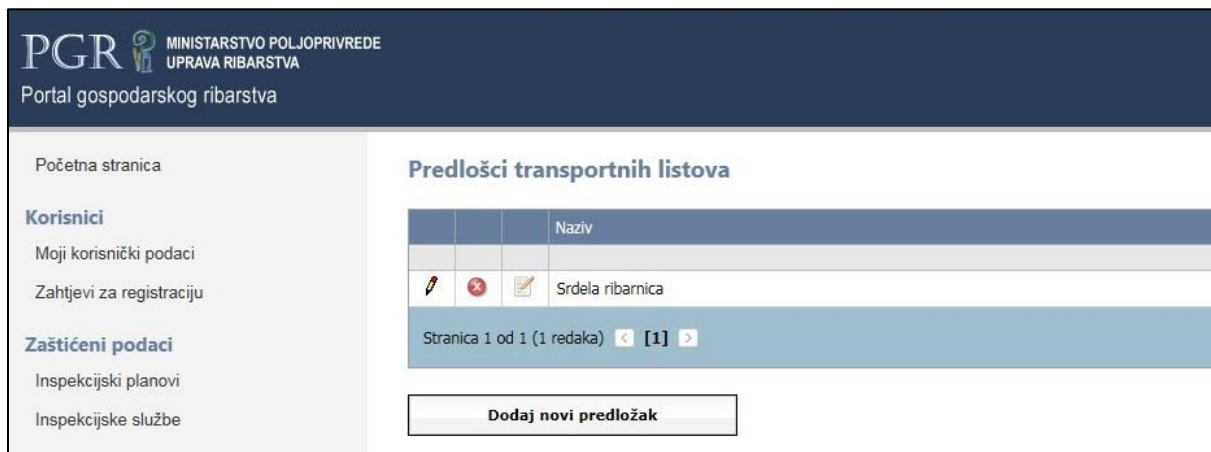 PGR MINISTARSTVO POLJOPRIVREDE
UPRAVA RIBARSTVA
Portal gospodarskog ribarstva
Početna stranica
Korisnici
Moji korisnički podaci
Zahtjevi za registraciju
Zaštićeni podaci
Inspekcijski planovi
Inspekcijske službe
Predlošci transportnih listova
Naziv
Srdela ribarnica
Stranica 1 od 1 (1 redaka) < [1] >
Dodaj novi predložak